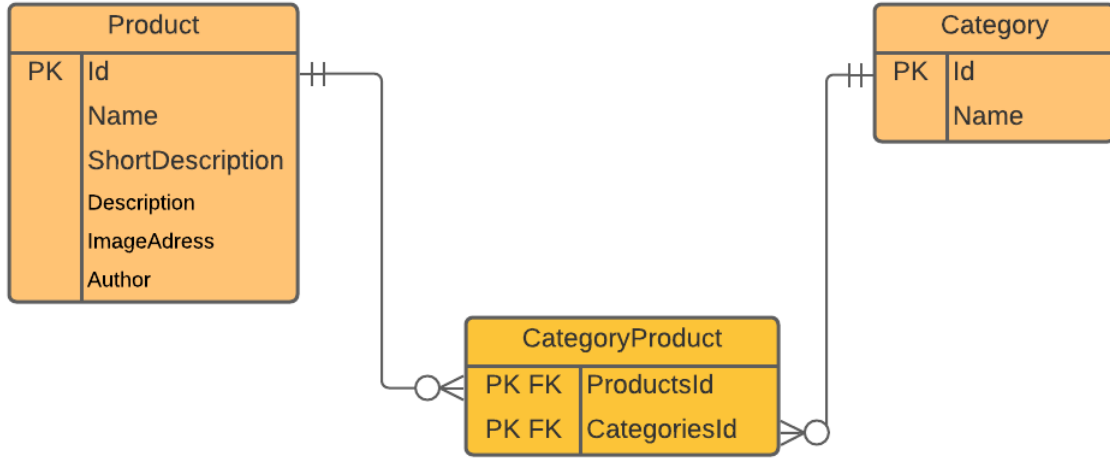 Product
PK Id
Name
ShortDescription
Description
ImageAdress
Author
Category
PK Id
Name
CategoryProduct
PK FK ProductsId
PK FK CategoriesId